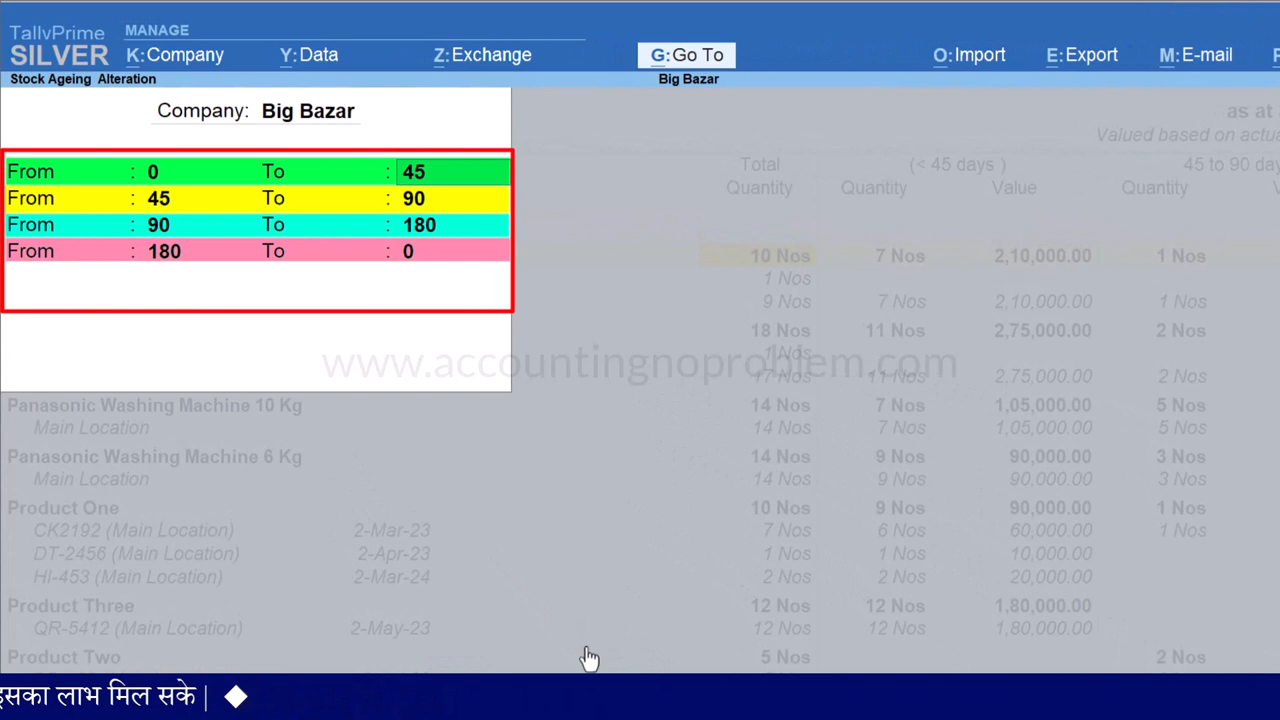 TallyPrime MANAGE
SILVER K:Company Y:Data Z:Exchange G:Go To O:Import E:Export M:E-mail
Stock Ageing Alteration Big Bazar
Company: Big Bazar
as at
Valued based on actua
From : 0 To : 45
From : 45 To : 90
From : 90 To : 180
From : 180 To : 0
Total (< 45 days ) 45 to 90 day
Quantity Quantity Value Quantity
10 Nos 7 Nos 2,10,000.00 1 Nos
1 Nos
9 Nos 7 Nos 2,10,000.00 1 Nos
18 Nos 11 Nos 2,75,000.00 2 Nos
1 Nos
www.accountingnoproblem.com
17 Nos 11 Nos 2,75,000.00 2 Nos
Panasonic Washing Machine 10 Kg 14 Nos 7 Nos 1,05,000.00 5 Nos
Main Location 14 Nos 7 Nos 1,05,000.00 5 Nos
Panasonic Washing Machine 6 Kg 14 Nos 9 Nos 90,000.00 3 Nos
Main Location 14 Nos 9 Nos 90,000.00 3 Nos
Product One 10 Nos 9 Nos 90,000.00 1 Nos
CK2192 (Main Location) 2-Mar-23 7 Nos 6 Nos 60,000.00 1 Nos
DT-2456 (Main Location) 2-Apr-23 1 Nos 1 Nos 10,000.00
HI-453 (Main Location) 2-Mar-24 2 Nos 2 Nos 20,000.00
Product Three 12 Nos 12 Nos 1,80,000.00
QR-5412 (Main Location) 2-May-23 12 Nos 12 Nos 1,80,000.00
Product Two 5 Nos 2 Nos
इसका लाभ मिल सके | ◆